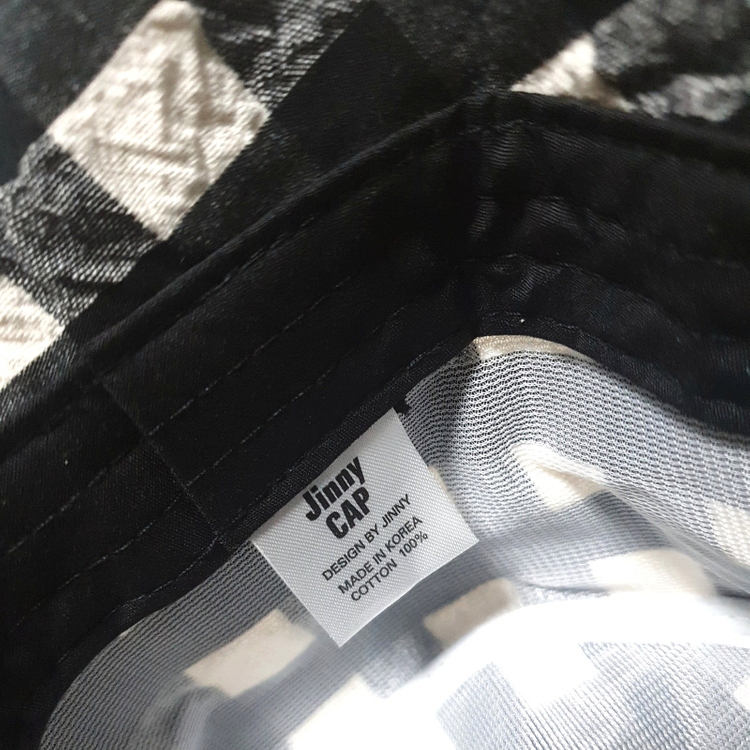 Jinny
CAP
DESIGN BY JINNY
MADE IN KOREA
COTTON 100%